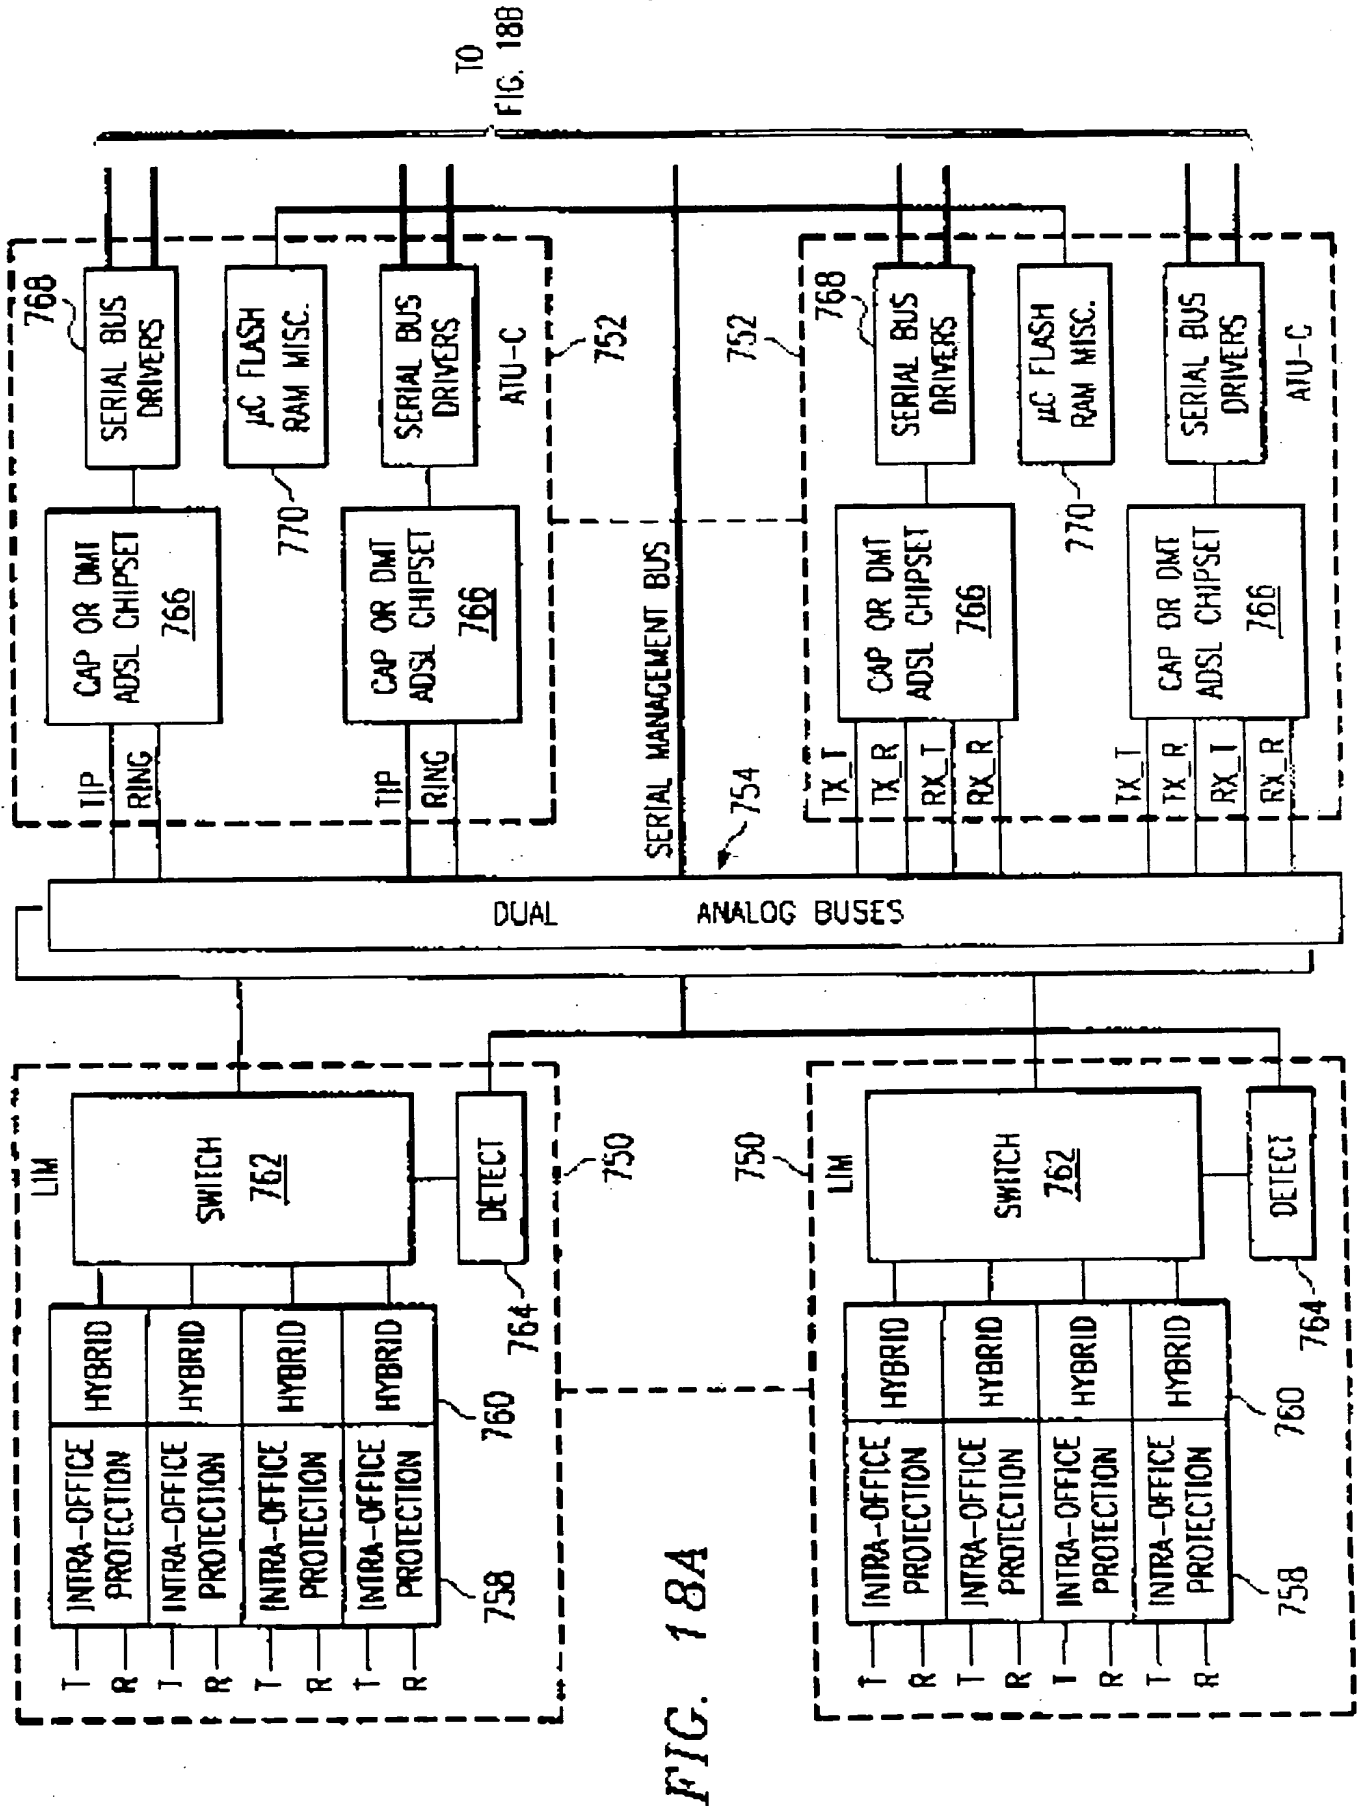 TO
FIG. 18B
768
SERIAL BUS
DRIVERS
µC FLASH
RAM MISC.
SERIAL BUS
DRIVERS
ATU-C
752
CAP OR DMT
ADSL CHIPSET
766
770
CAP OR DMT
ADSL CHIPSET
766
TIP
RING
TIP
RING
SERIAL MANAGEMENT BUS
754
752
768
SERIAL BUS
DRIVERS
µC FLASH
RAM MISC.
SERIAL BUS
DRIVERS
ATU-C
CAP OR DMT
ADSL CHIPSET
766
770
CAP OR DMT
ADSL CHIPSET
766
TX_T
TX_R
RX_T
RX_R
TX_T
TX_R
RX_T
RX_R
DUAL ANALOG BUSES
LIM
SWITCH
762
DETECT
750
764
HYBRID
HYBRID
HYBRID
HYBRID
760
INTRA-OFFICE
PROTECTION
INTRA-OFFICE
PROTECTION
INTRA-OFFICE
PROTECTION
INTRA-OFFICE
PROTECTION
758
T
R
T
R
T
R
T
R
750
LIM
SWITCH
762
DETECT
764
HYBRID
HYBRID
HYBRID
HYBRID
760
INTRA-OFFICE
PROTECTION
INTRA-OFFICE
PROTECTION
INTRA-OFFICE
PROTECTION
INTRA-OFFICE
PROTECTION
758
T
R
T
R
T
R
T
R
FIG. 18A